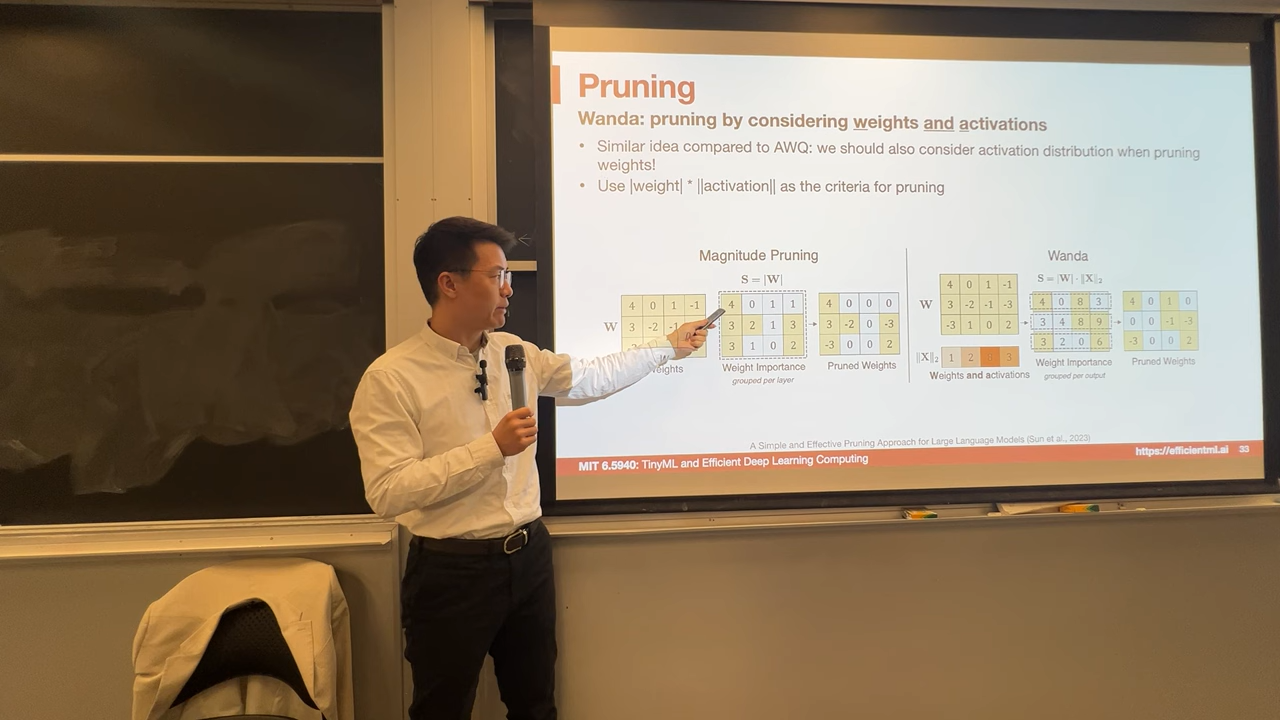 Pruning
Wanda: pruning by considering weights and activations
• Similar idea compared to AWQ: we should also consider activation distribution when pruning
weights!
• Use |weight| * ||activation|| as the criteria for pruning
Magnitude Pruning
S = |W|
W
4 0 1 -1
3 -2 -1
4 0 1 1
3 2 1 3
3 1 0 2
4 0 0 0
3 -2 0 -3
-3 0 0 2
Weight Importance
grouped per layer
Pruned Weights
Wanda
S = |W| · ||X||₂
W
4 0 1 -1
3 -2 -1 -3
-3 1 0 2
||X||₂
1 2 8 3
Weights and activations
4 0 8 3
3 4 8 9
3 2 0 6
Weight Importance
grouped per output
4 0 1 0
0 0 -1 -3
-3 0 0 2
Pruned Weights
A Simple and Effective Pruning Approach for Large Language Models (Sun et al., 2023)
MIT 6.5940: TinyML and Efficient Deep Learning Computing
https://efficientml.ai 33